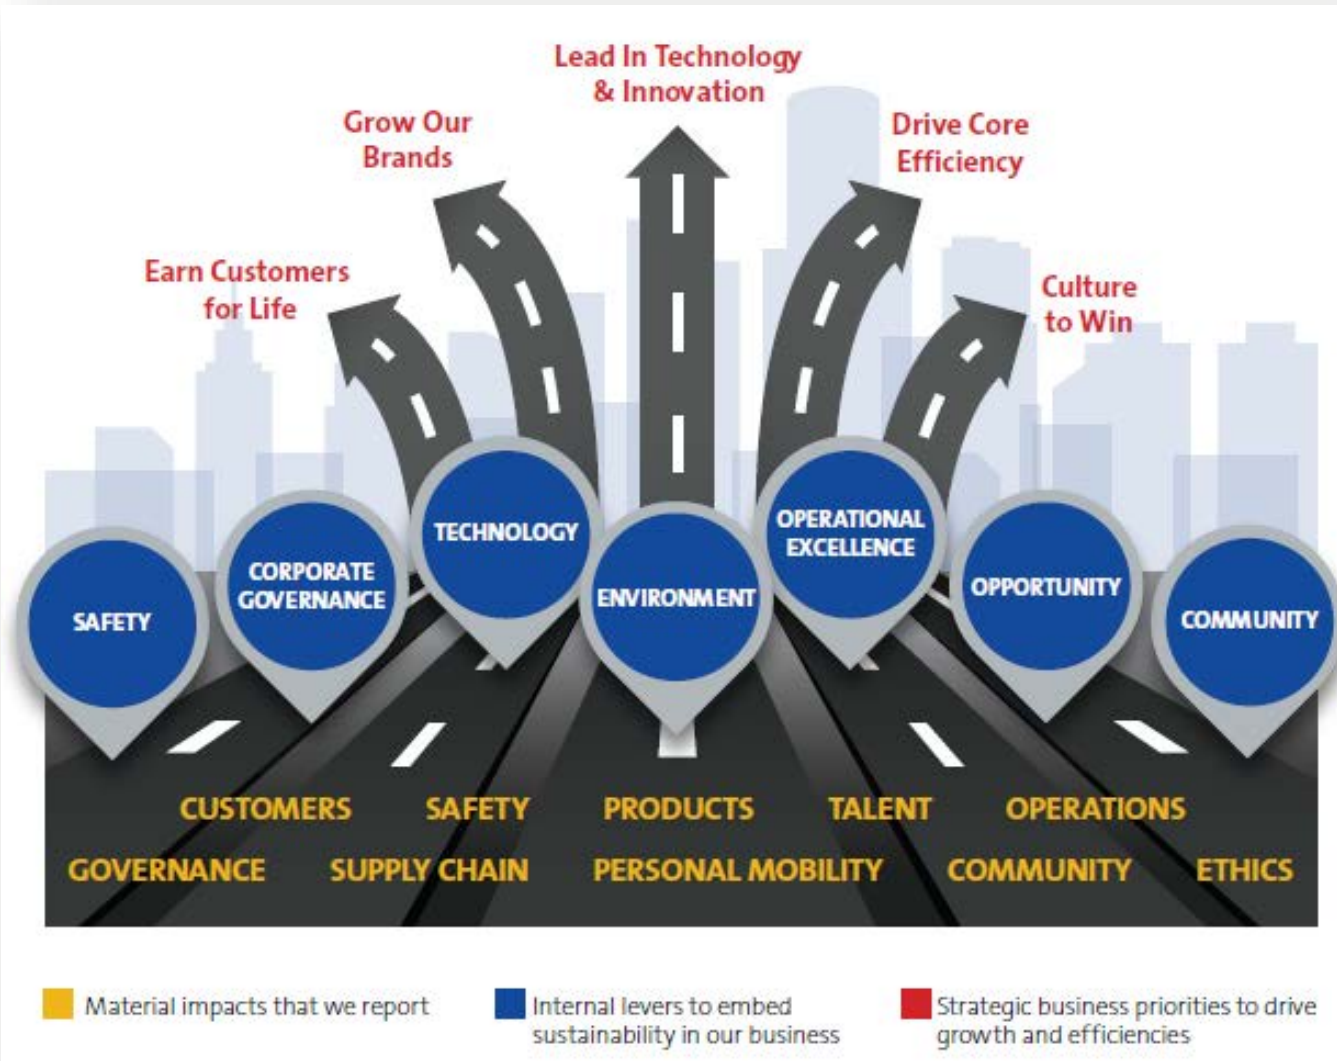 Lead In Technology
& Innovation
Grow Our
Brands
Drive Core
Efficiency
Earn Customers
for Life
Culture
to Win
SAFETY
CORPORATE
GOVERNANCE
TECHNOLOGY
ENVIRONMENT
OPERATIONAL
EXCELLENCE
OPPORTUNITY
COMMUNITY
CUSTOMERS SAFETY PRODUCTS TALENT OPERATIONS
GOVERNANCE SUPPLY CHAIN PERSONAL MOBILITY COMMUNITY ETHICS
Material impacts that we report
Internal levers to embed
sustainability in our business
Strategic business priorities to drive
growth and efficiencies